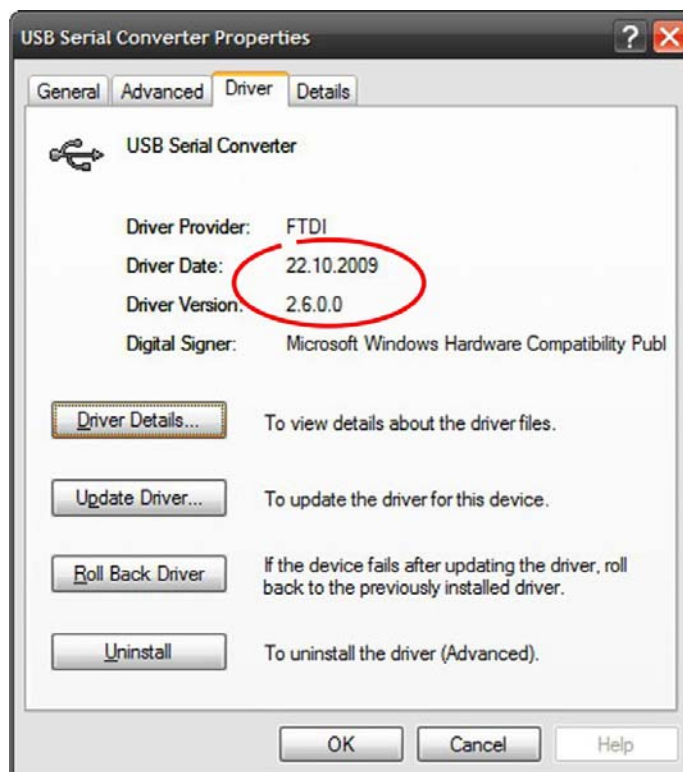 USB Serial Converter Properties
General Advanced Driver Details
USB Serial Converter
Driver Provider: FTDI
Driver Date: 22.10.2009
Driver Version: 2.6.0.0
Digital Signer: Microsoft Windows Hardware Compatibility Publ
Driver Details... To view details about the driver files.
Update Driver... To update the driver for this device.
Roll Back Driver If the device fails after updating the driver, roll
back to the previously installed driver.
Uninstall To uninstall the driver (Advanced).
OK Cancel Help